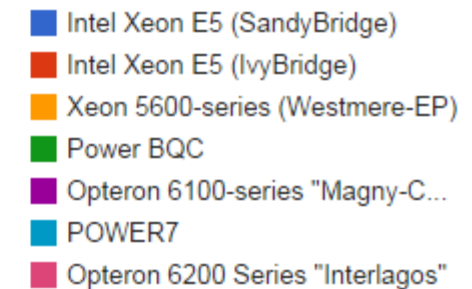 Intel Xeon E5 (SandyBridge)
Intel Xeon E5 (IvyBridge)
Xeon 5600-series (Westmere-EP)
Power BQC
Opteron 6100-series "Magny-C...
POWER7
Opteron 6200 Series "Interlagos"